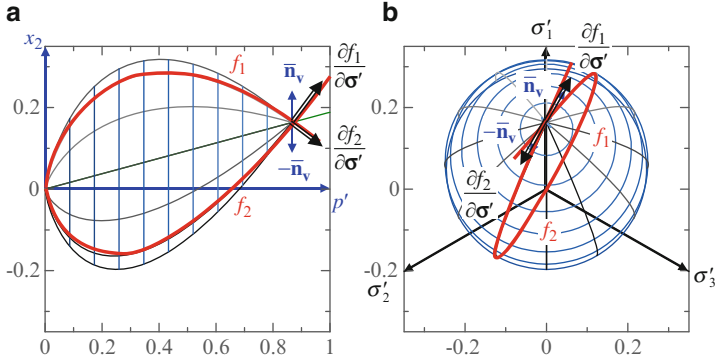 a
x₂
0.2
0
-0.2
0
0.2
0.4
0.6
0.8
1
p′
f₁
f₂
n̄ᵥ
−n̄ᵥ
∂f₁
∂σ′
∂f₂
∂σ′
b
σ′₁
0.2
0
-0.2
-0.2
0
0.2
σ′₂
σ′₃
n̄ᵥ
−n̄ᵥ
∂f₁
∂σ′
f₁
∂f₂
∂σ′
f₂